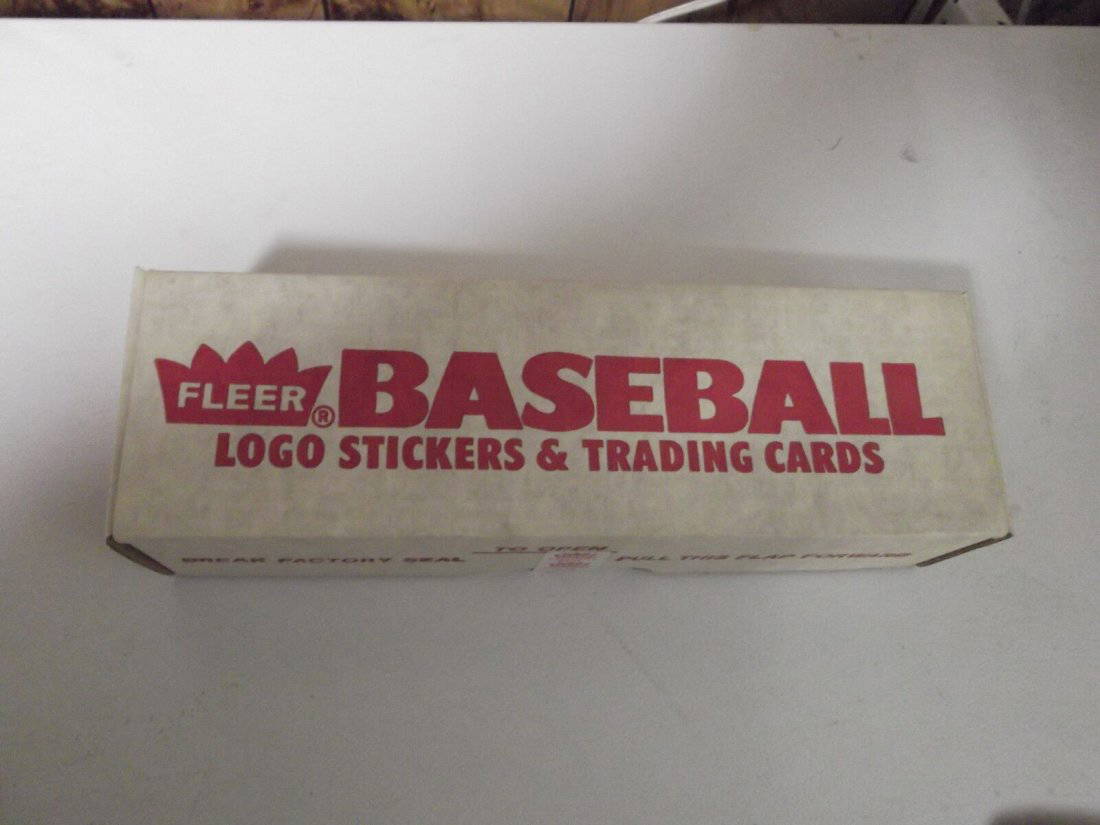 FLEER® BASEBALL
LOGO STICKERS & TRADING CARDS
TO OPEN
BREAK FACTORY SEAL PULL THIS FLAP FORWARD